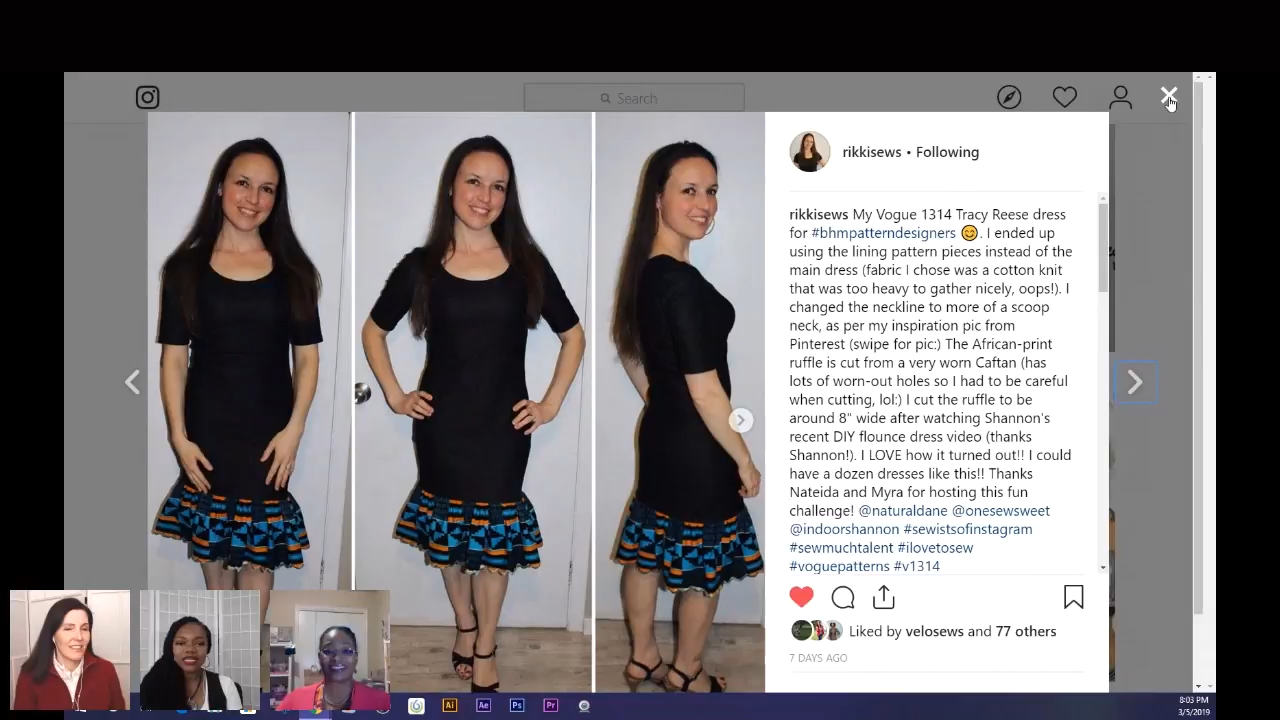 Search
rikkisews • Following
rikkisews My Vogue 1314 Tracy Reese dress
for #bhmpatterndesigners 😊. I ended up
using the lining pattern pieces instead of the
main dress (fabric I chose was a cotton knit
that was too heavy to gather nicely, oops!). I
changed the neckline to more of a scoop
neck, as per my inspiration pic from
Pinterest (swipe for pic:) The African-print
ruffle is cut from a very worn Caftan (has
lots of worn-out holes so I had to be careful
when cutting, lol:) I cut the ruffle to be
around 8" wide after watching Shannon's
recent DIY flounce dress video (thanks
Shannon!). I LOVE how it turned out!! I could
have a dozen dresses like this!! Thanks
Nateida and Myra for hosting this fun
challenge! @naturaldane @onesewsweet
@indoorshannon #sewistsofinstagram
#sewmuchtalent #ilovetosew
#voguepatterns #v1314
Liked by velosews and 77 others
7 DAYS AGO
Ai Ae Ps Pr
8:03 PM
3/5/2019